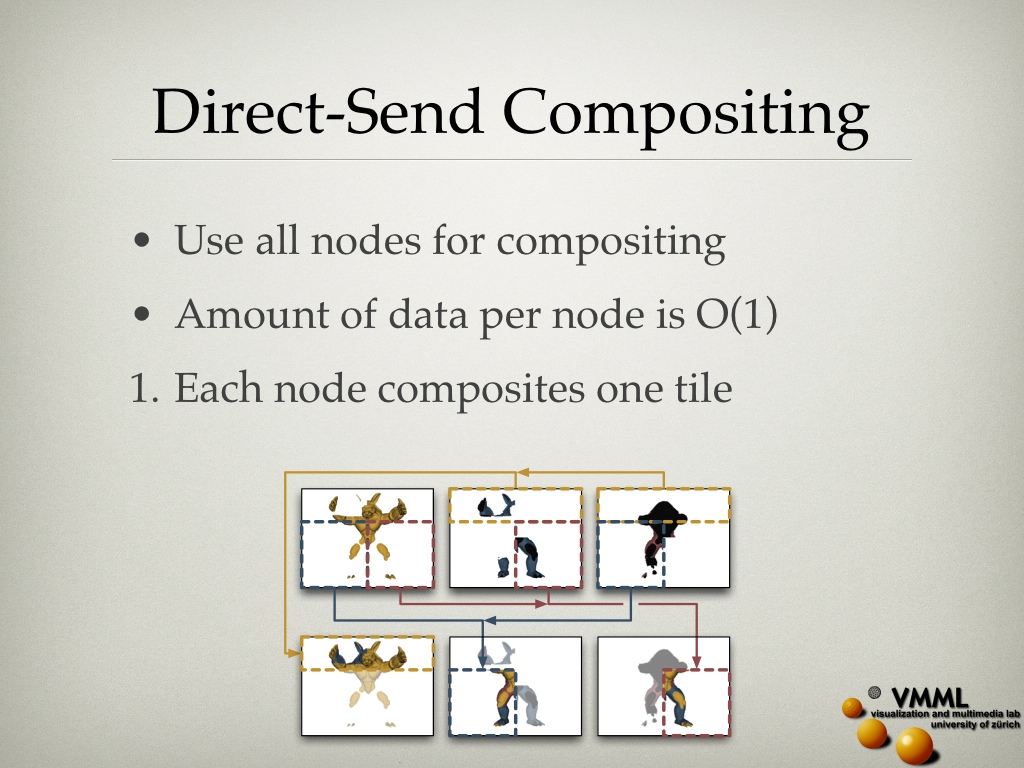 Direct-Send Compositing
• Use all nodes for compositing
• Amount of data per node is O(1)
1. Each node composites one tile
VMML
visualization and multimedia lab
university of zürich